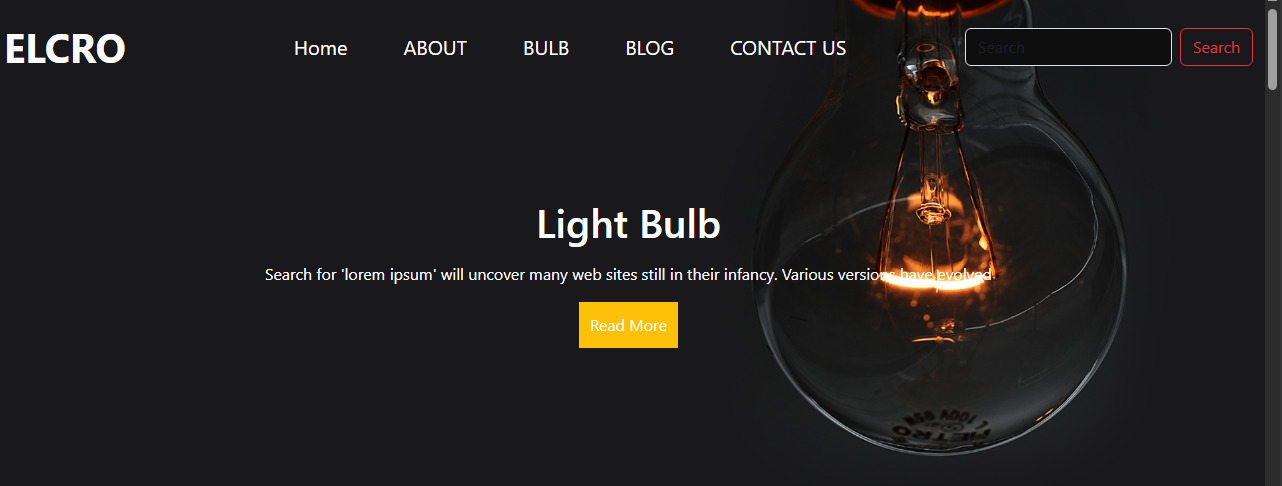 ELCRO Home ABOUT BULB BLOG CONTACT US Search Search
Light Bulb
Search for 'lorem ipsum' will uncover many web sites still in their infancy. Various versions have evolved.
Read More